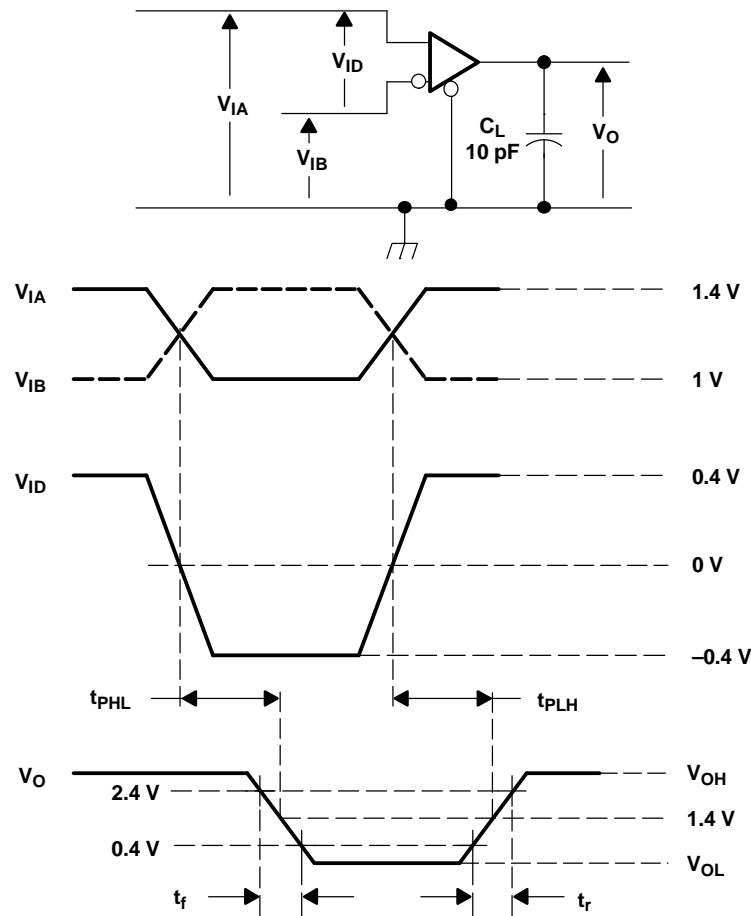 VID
VIA
CL
10 pF
VO
VIB
VIA
1.4 V
VIB
1 V
VID
0.4 V
0 V
–0.4 V
tPHL
tPLH
VO
VOH
2.4 V
1.4 V
0.4 V
VOL
tf
tr